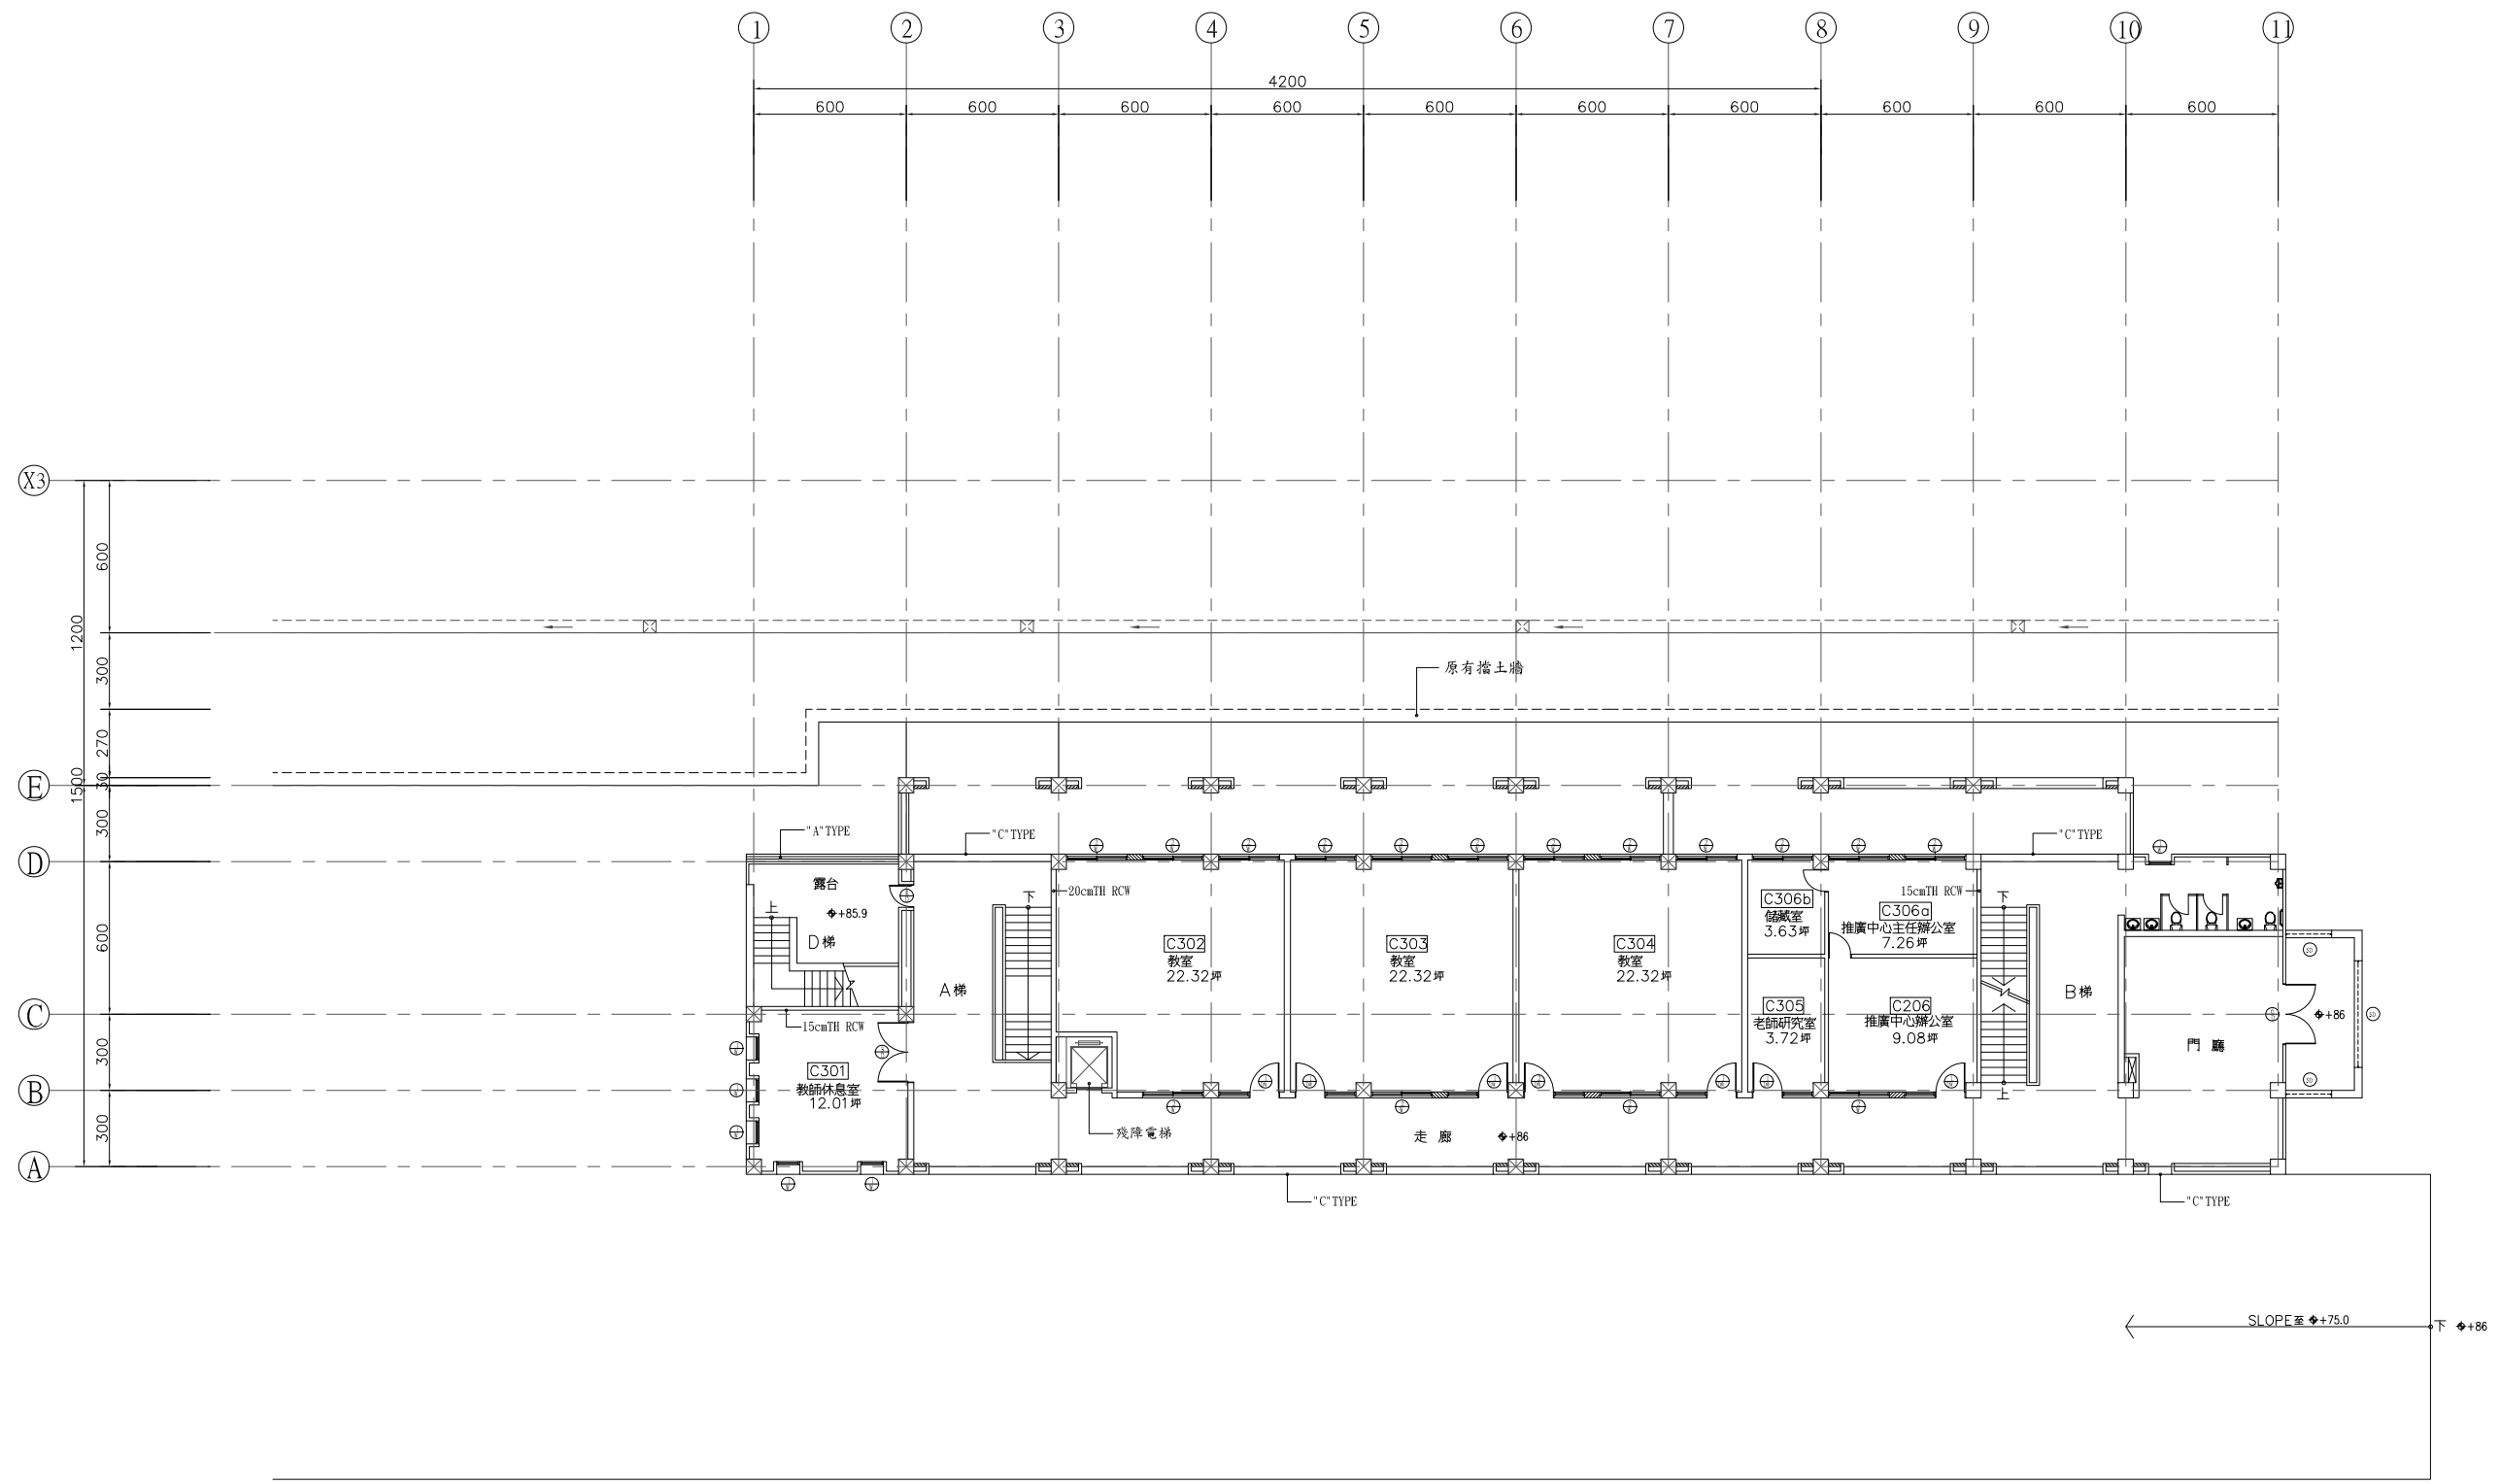 1 2 3 4 5 6 7 8 9 10 11
4200
600 600 600 600 600 600 600 600 600 600
X3
600
1200
300
原有擋土牆
270
30
1500
E
300
"A"TYPE
"C"TYPE
"C"TYPE
D
露台
20cmTH RCW
下
15cmTH RCW
下
上
+85.9
C306b
儲藏室
3.63坪
C306a
推廣中心主任辦公室
7.26坪
600
D梯
C302
教室
22.32坪
C303
教室
22.32坪
C304
教室
22.32坪
SD
A梯
B梯
C
15cmTH RCW
C305
老師研究室
3.72坪
C206
推廣中心辦公室
9.08坪
+86
SD
門 廳
300
C301
教師休息室
12.01坪
SD
B
上
300
殘障電梯
走 廊
+86
A
"C"TYPE
"C"TYPE
SLOPE至 +75.0
下 +86